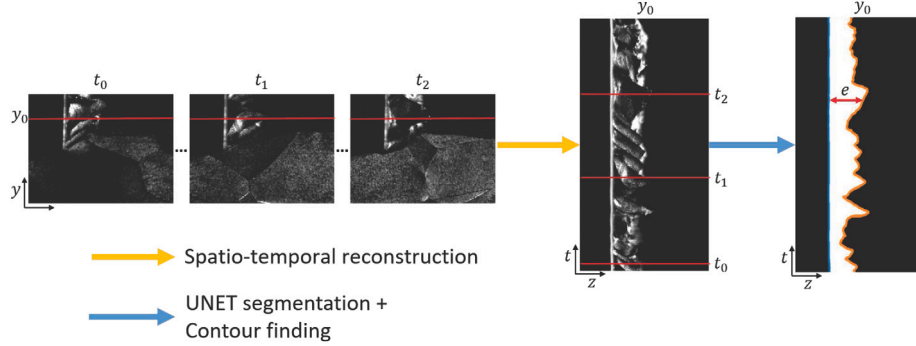 t₀
t₁
t₂
y₀
...
...
y
z
Spatio-temporal reconstruction
UNET segmentation +
Contour finding
y₀
t₂
t₁
t₀
t
z
y₀
e
t
z